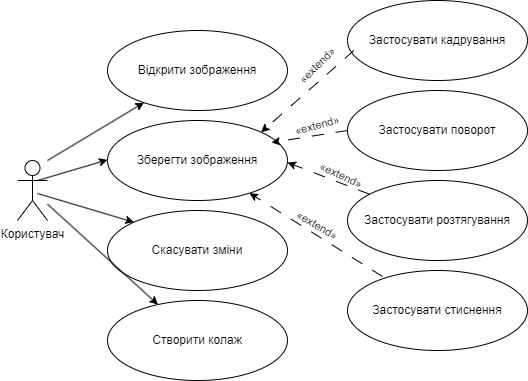 Застосувати кадрування
«extend»
Відкрити зображення
«extend»
Застосувати поворот
Зберегти зображення
«extend»
Застосувати розтягування
Користувач
«extend»
Скасувати зміни
Застосувати стиснення
Створити колаж